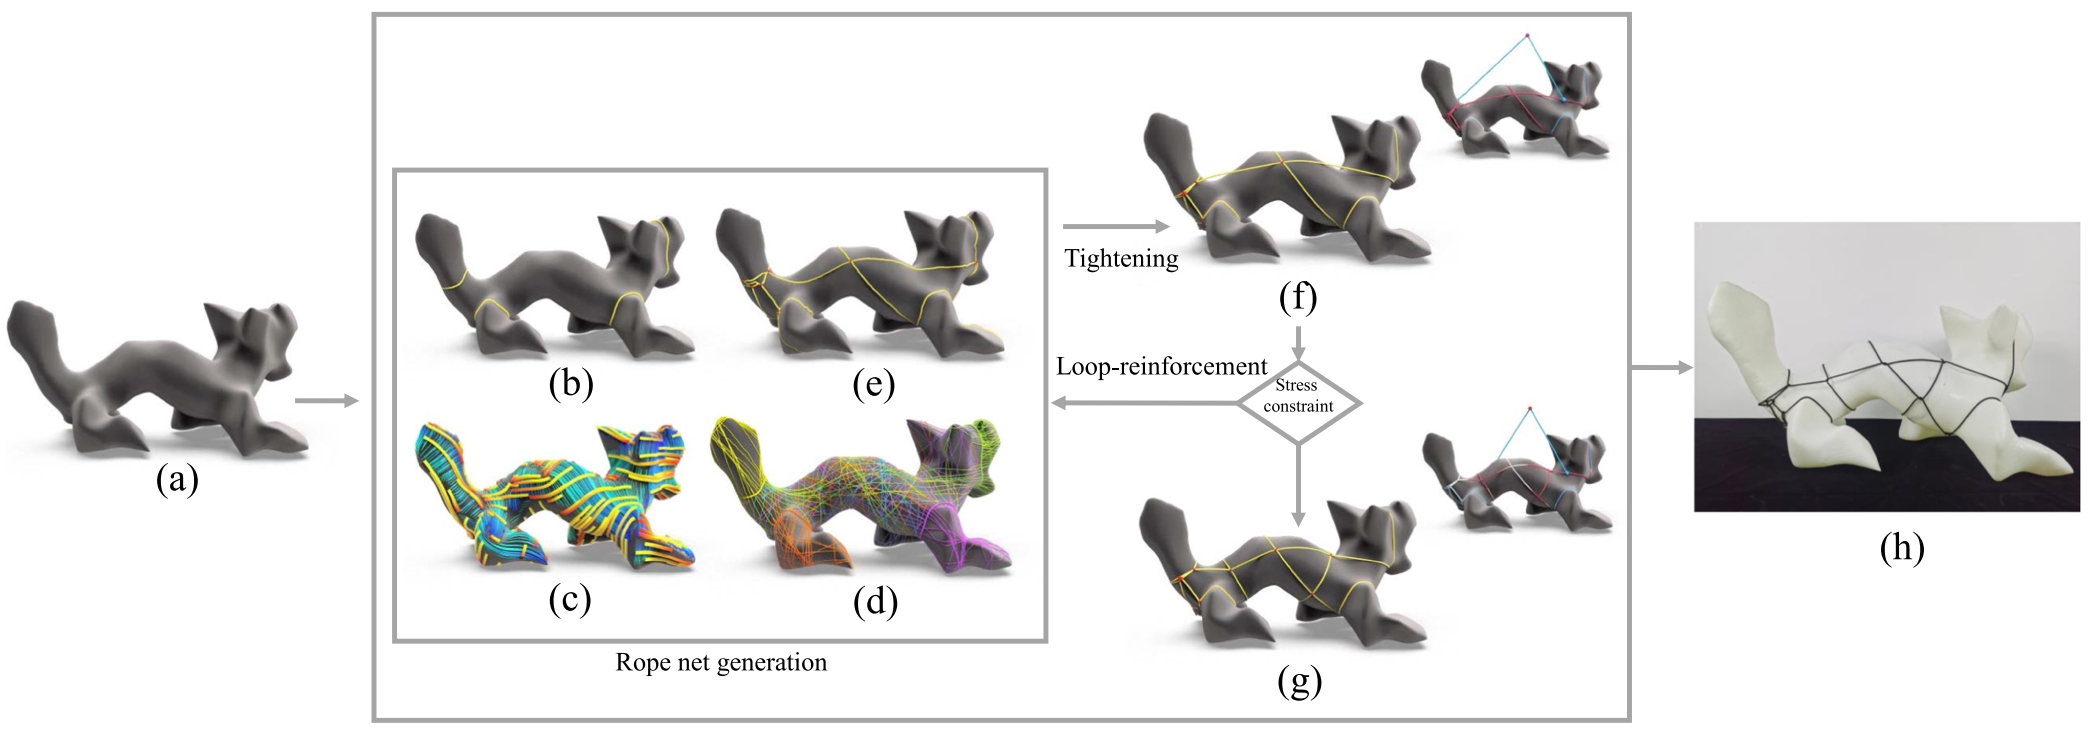 (a)
(b)
(e)
(c)
(d)
Rope net generation
Tightening
(f)
Loop-reinforcement
Stress
constraint
(g)
(h)